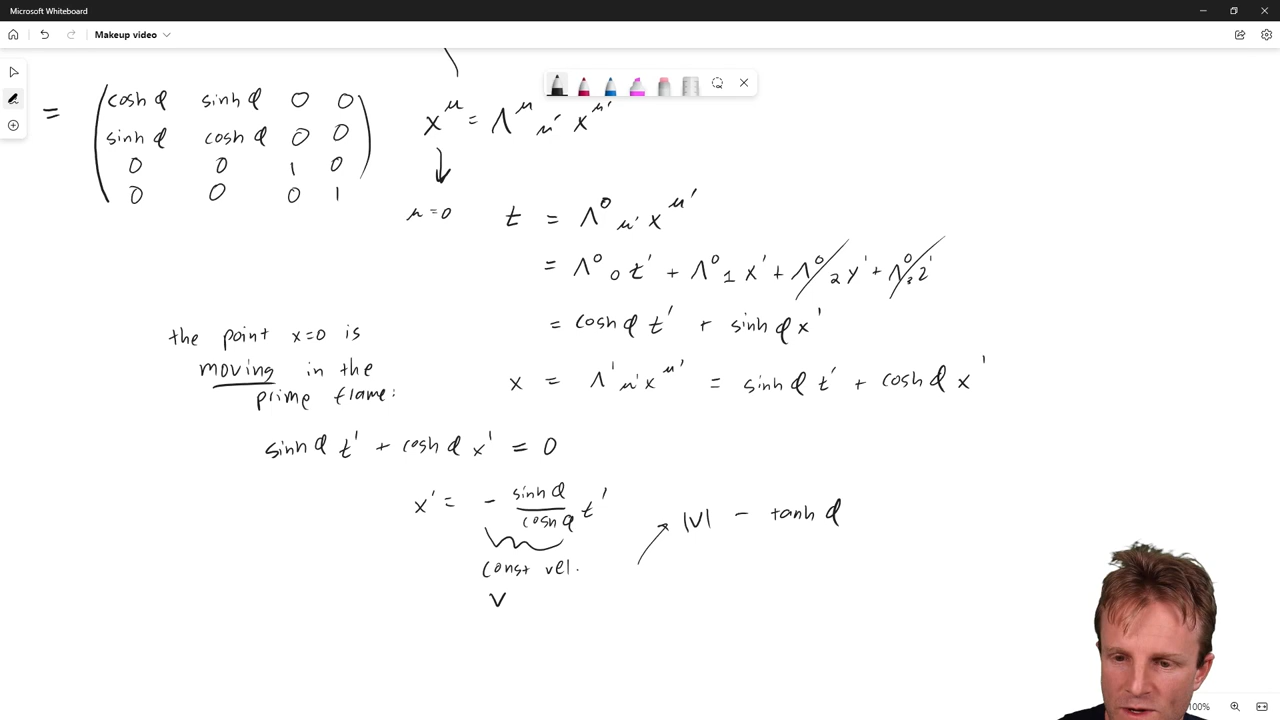 Microsoft Whiteboard
Makeup video
= (cosh φ sinh φ 0 0
sinh φ cosh φ 0 0
0 0 1 0
0 0 0 1)
x^μ = Λ^μ_μ' x^μ'
μ=0
t = Λ^0_μ' x^μ'
= Λ^0_0 t' + Λ^0_1 x' + Λ^0_2 y' + Λ^0_3 z'
= cosh φ t' + sinh φ x'
the point x=0 is
moving in the
prime frame:
x = Λ^1_μ' x^μ' = sinh φ t' + cosh φ x'
sinh φ t' + cosh φ x' = 0
x' = - sinh φ / cosh φ t'
const vel.
v
|v| - tanh φ
100%